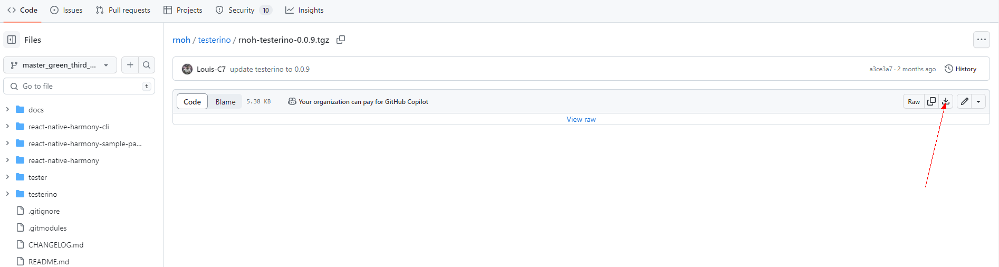 Code Issues Pull requests Projects Security 10 Insights
Files
master_green_third_...
Go to file t
docs
react-native-harmony-cli
react-native-harmony-sample-pa...
react-native-harmony
tester
testerino
.gitignore
.gitmodules
CHANGELOG.md
README.md
rnoh / testerino / rnoh-testerino-0.0.9.tgz
Louis-C7 update testerino to 0.0.9 a3ce3a7 · 2 months ago History
Code Blame 5.38 KB Your organization can pay for GitHub Copilot Raw
View raw